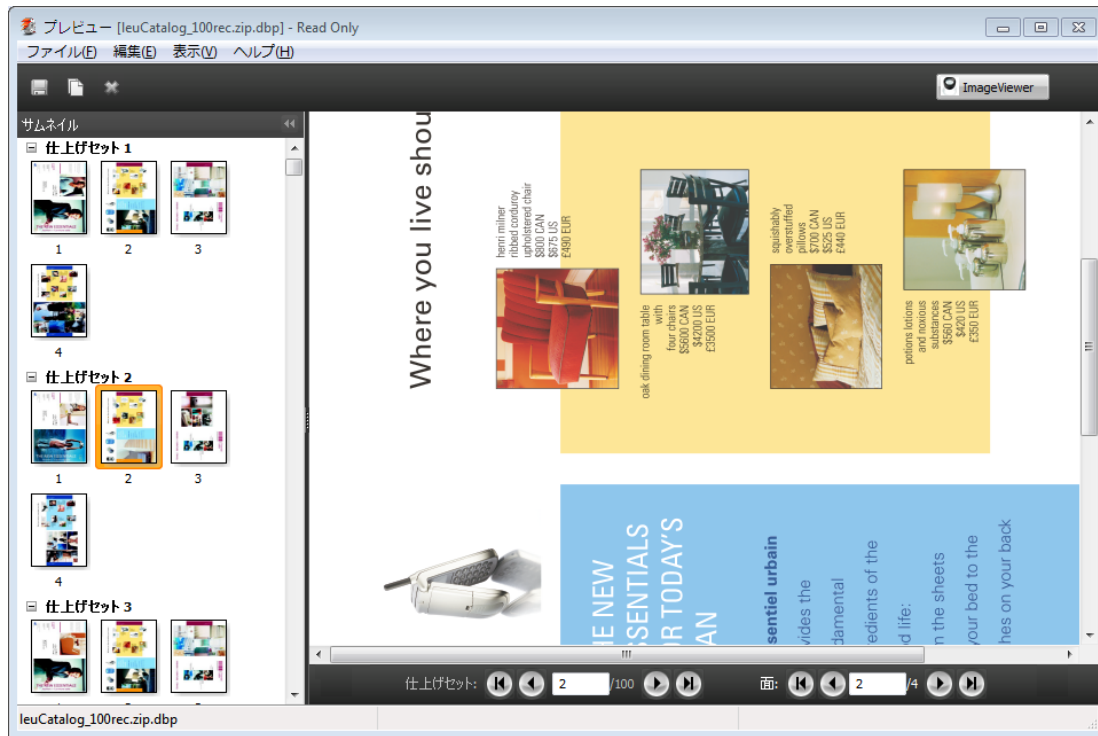 プレビュー [leuCatalog_100rec.zip.dbp] - Read Only
ファイル(F) 編集(E) 表示(V) ヘルプ(H)
ImageViewer
サムネイル
仕上げセット 1
1 2 3
4
仕上げセット 2
1 2 3
4
仕上げセット 3
Where you live shou
henri milner
ribbed corduroy
upholstered chair
$800 CAN
$675 US
£490 EUR
oak dining room table
with
four chairs
$5600 CAN
$4200 US
£3500 EUR
squishably
overstuffed
pillows
$700 CAN
$525 US
£440 EUR
potions lotions
and noxious
substances
$560 CAN
$420 US
£350 EUR
HE NEW
SSENTIALS
OR TODAY'S
AN
sentiel urbain
vides the
damental
edients of the
d life:
n the sheets
your bed to the
hes on your back
仕上げセット: 2 /100 面: 2 /4
leuCatalog_100rec.zip.dbp